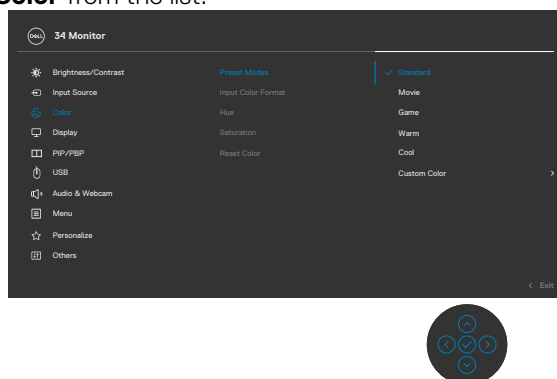 Color from the list.
DELL 34 Monitor
Brightness/Contrast Preset Modes Standard
Input Source Input Color Format Movie
Color Hue Game
Display Saturation Warm
PIP/PBP Reset Color Cool
USB Custom Color
Audio & Webcam
Menu
Personalize
Others
Exit